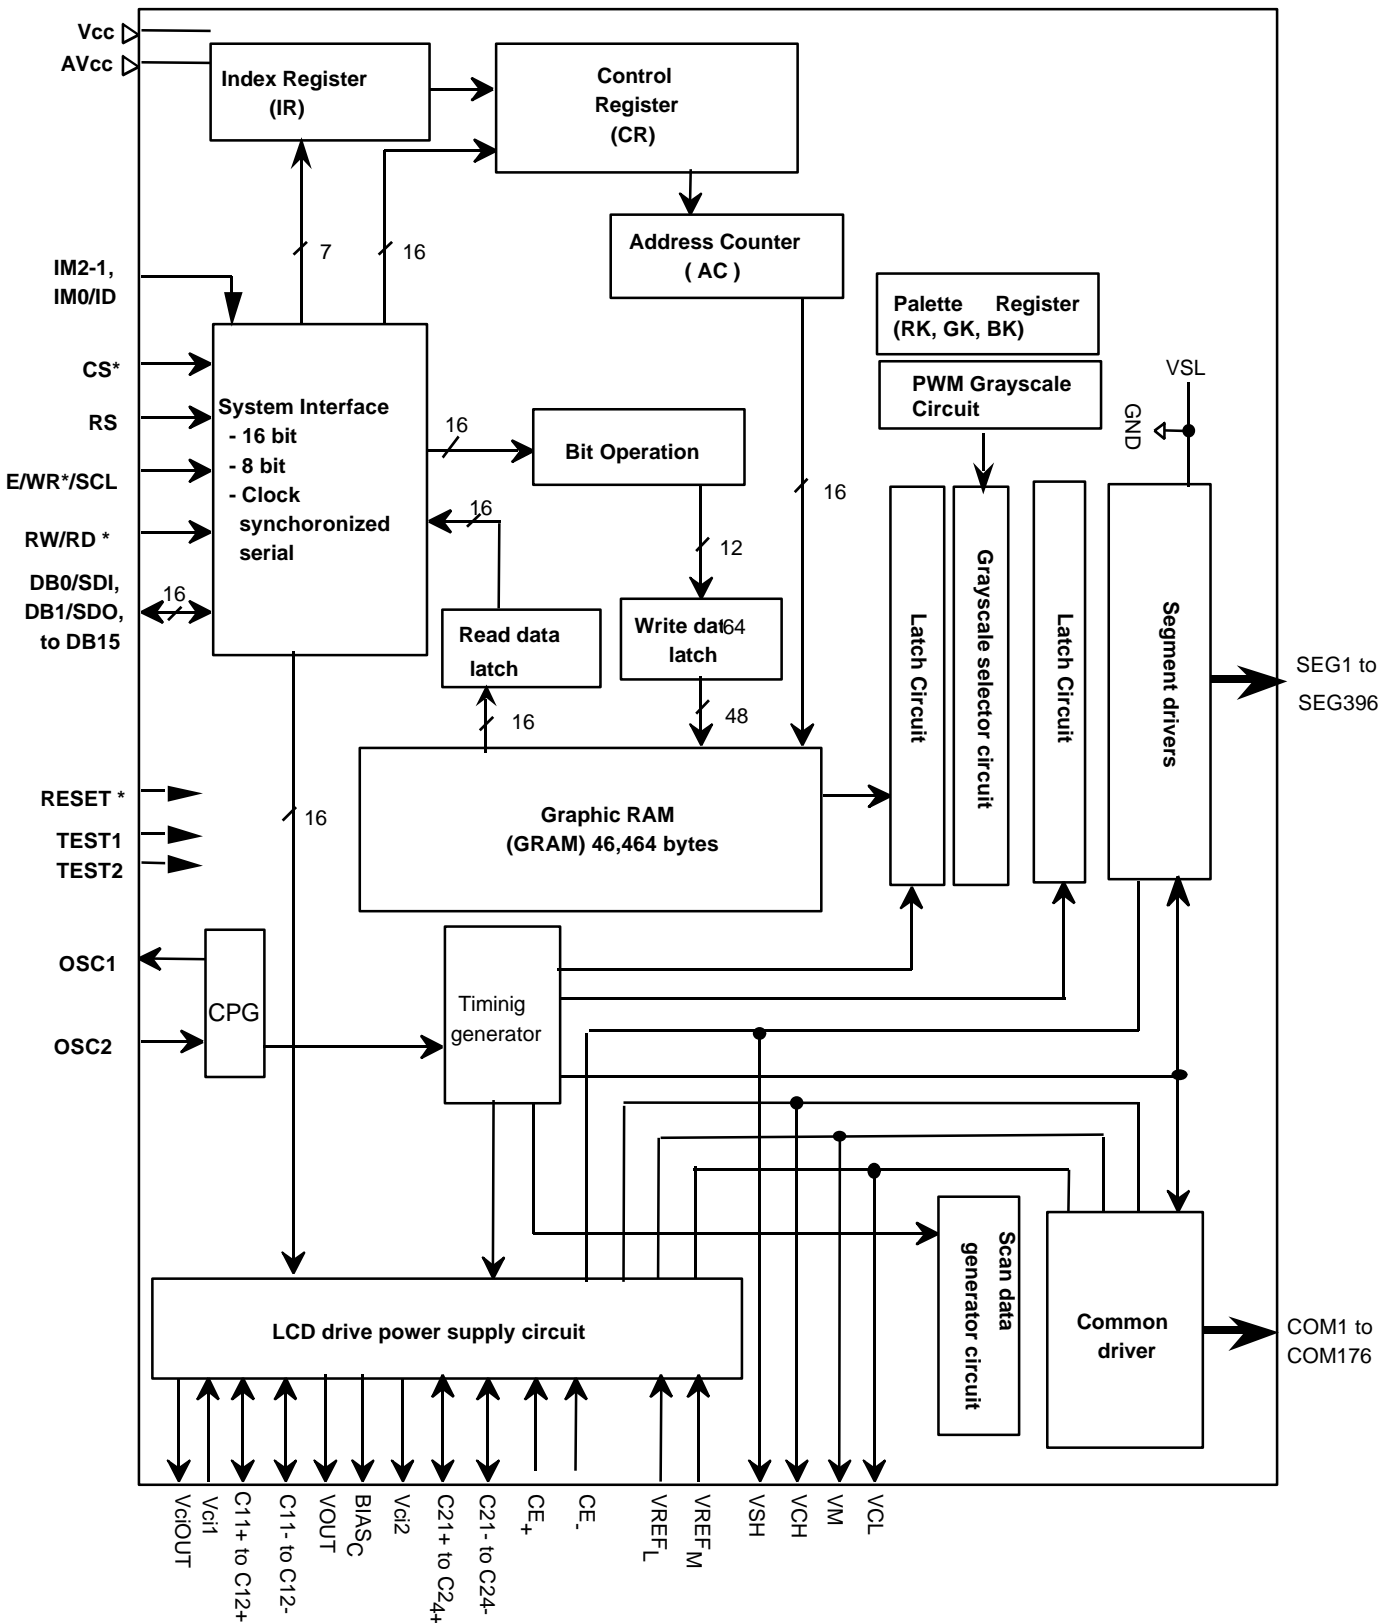 Vcc
AVcc
Index Register
(IR)
Control
Register
(CR)
7
16
Address Counter
( AC )
IM2-1,
IM0/ID
Palette Register
(RK, GK, BK)
PWM Grayscale
Circuit
VSL
GND
CS*
RS
E/WR*/SCL
RW/RD *
DB0/SDI,
DB1/SDO,
to DB15
16
System Interface
- 16 bit
- 8 bit
- Clock
synchoronized
serial
16
Bit Operation
16
16
12
Read data
latch
Write dat64
latch
16
48
Latch Circuit
Grayscale selector circuit
Latch Circuit
Segment drivers
SEG1 to
SEG396
RESET *
TEST1
TEST2
16
Graphic RAM
(GRAM) 46,464 bytes
OSC1
OSC2
CPG
Timinig
generator
Scan data
generator circuit
Common
driver
COM1 to
COM176
LCD drive power supply circuit
VciOUT
Vci1
C11+ to C12+
C11- to C12-
VOUT
BIASC
Vci2
C21+ to C24+
C21- to C24-
CE+
CE-
VREFL
VREFM
VSH
VCH
VM
VCL